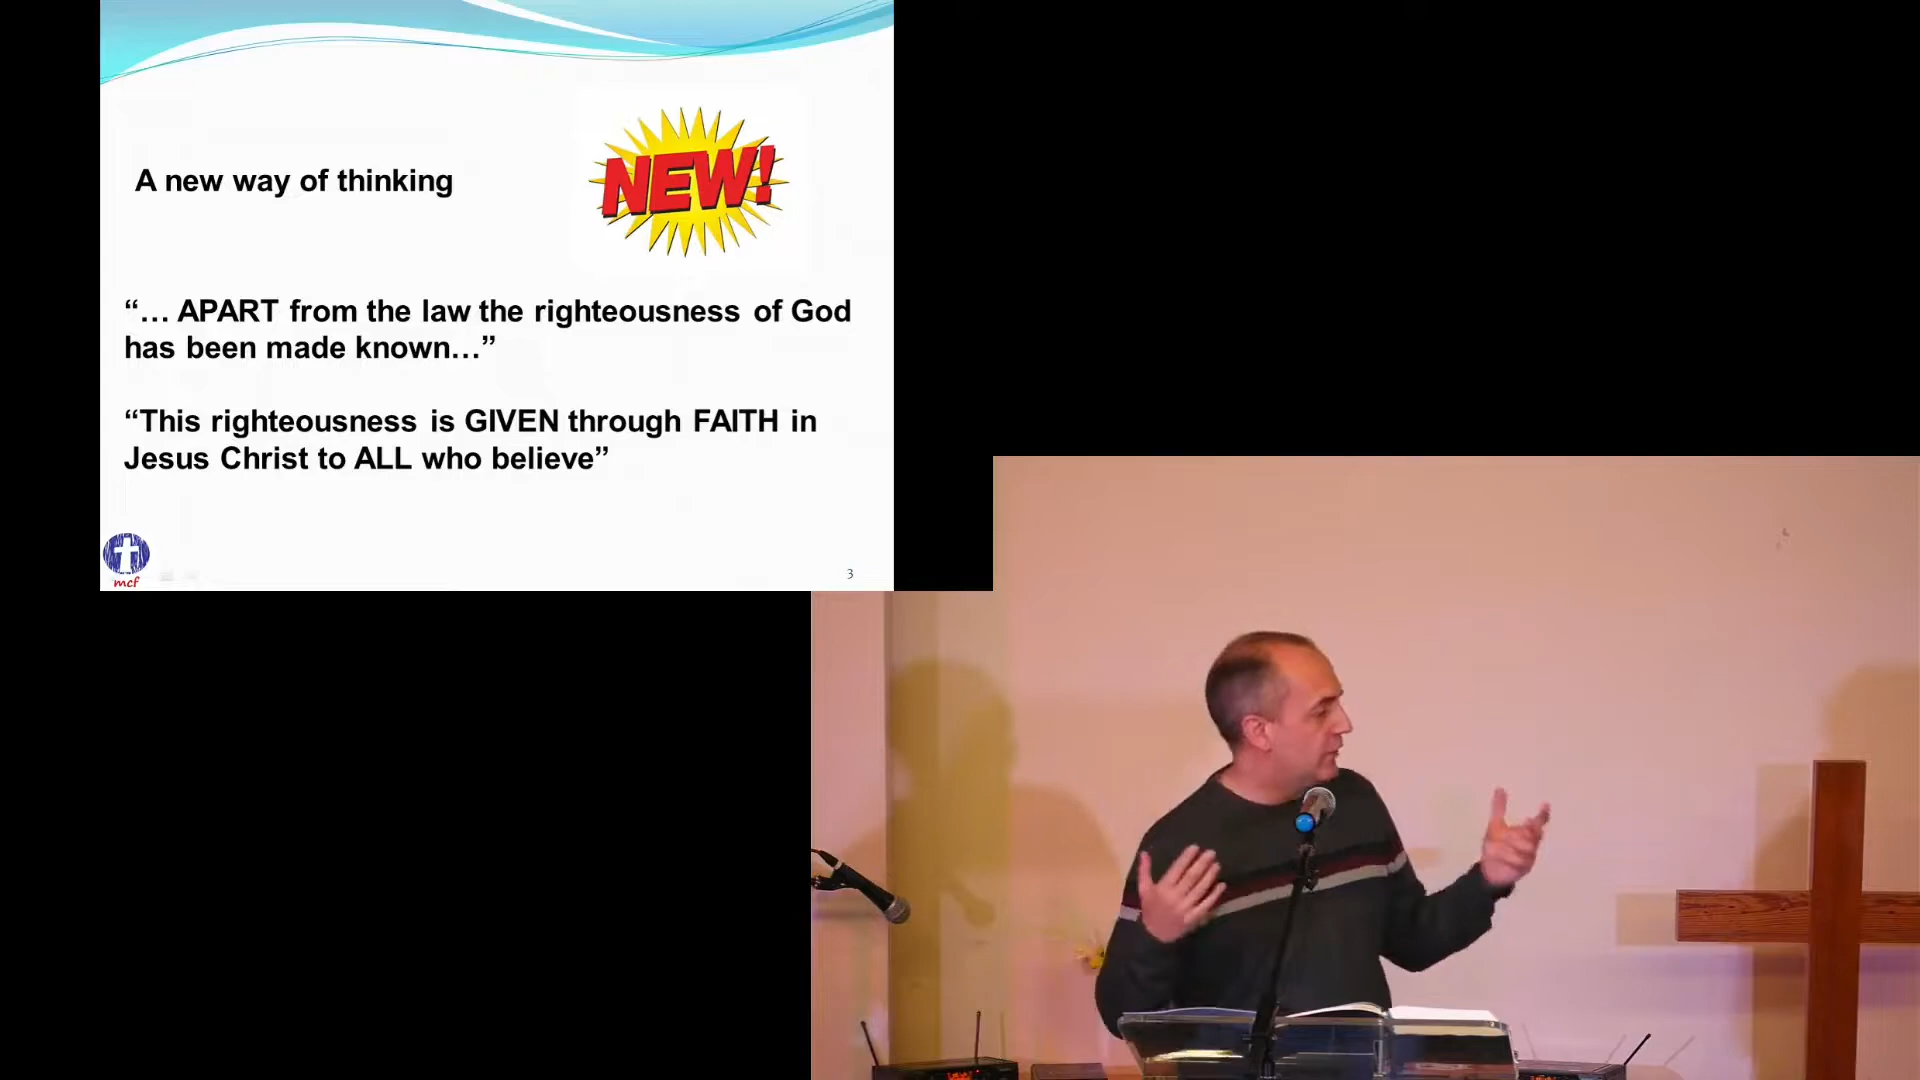 A new way of thinking
NEW!
“… APART from the law the righteousness of God
has been made known…”
“This righteousness is GIVEN through FAITH in
Jesus Christ to ALL who believe”
mcf
3